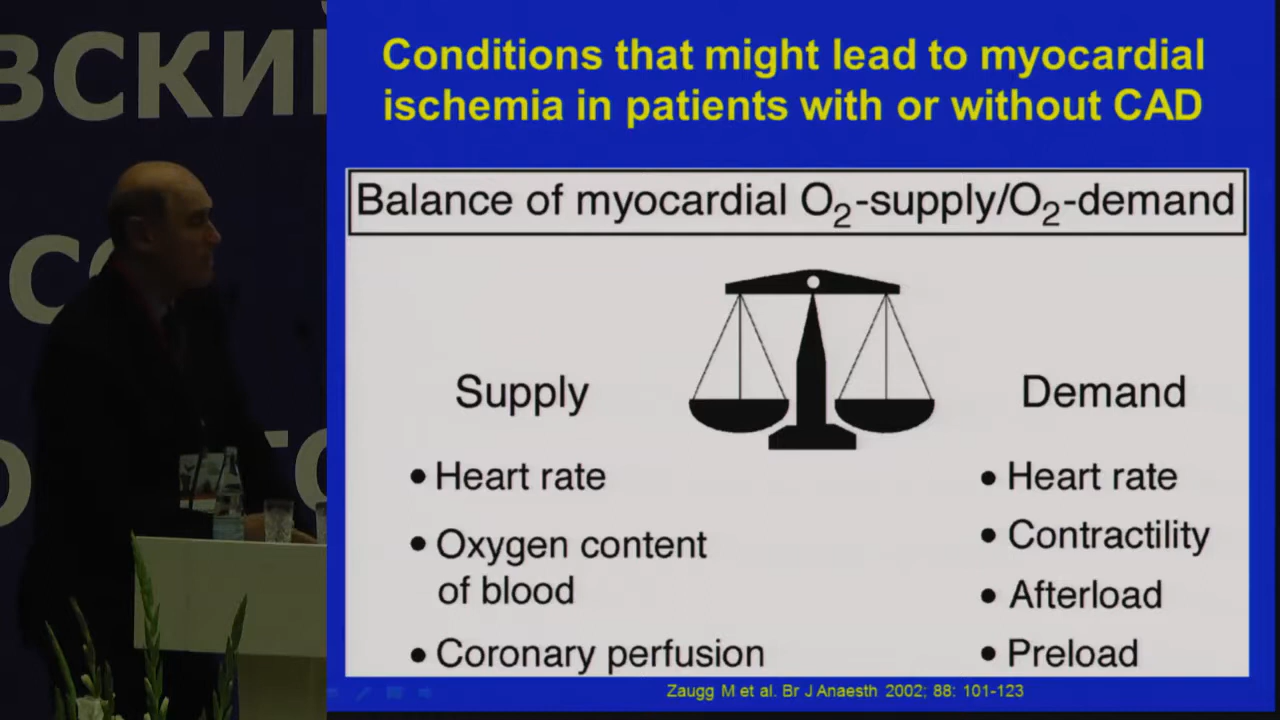 ВСКИЙ
Conditions that might lead to myocardial
ischemia in patients with or without CAD
Balance of myocardial O₂-supply/O₂-demand
Supply
Demand
• Heart rate
• Oxygen content
of blood
• Coronary perfusion
• Heart rate
• Contractility
• Afterload
• Preload
Zaugg M et al. Br J Anaesth 2002; 88: 101-123